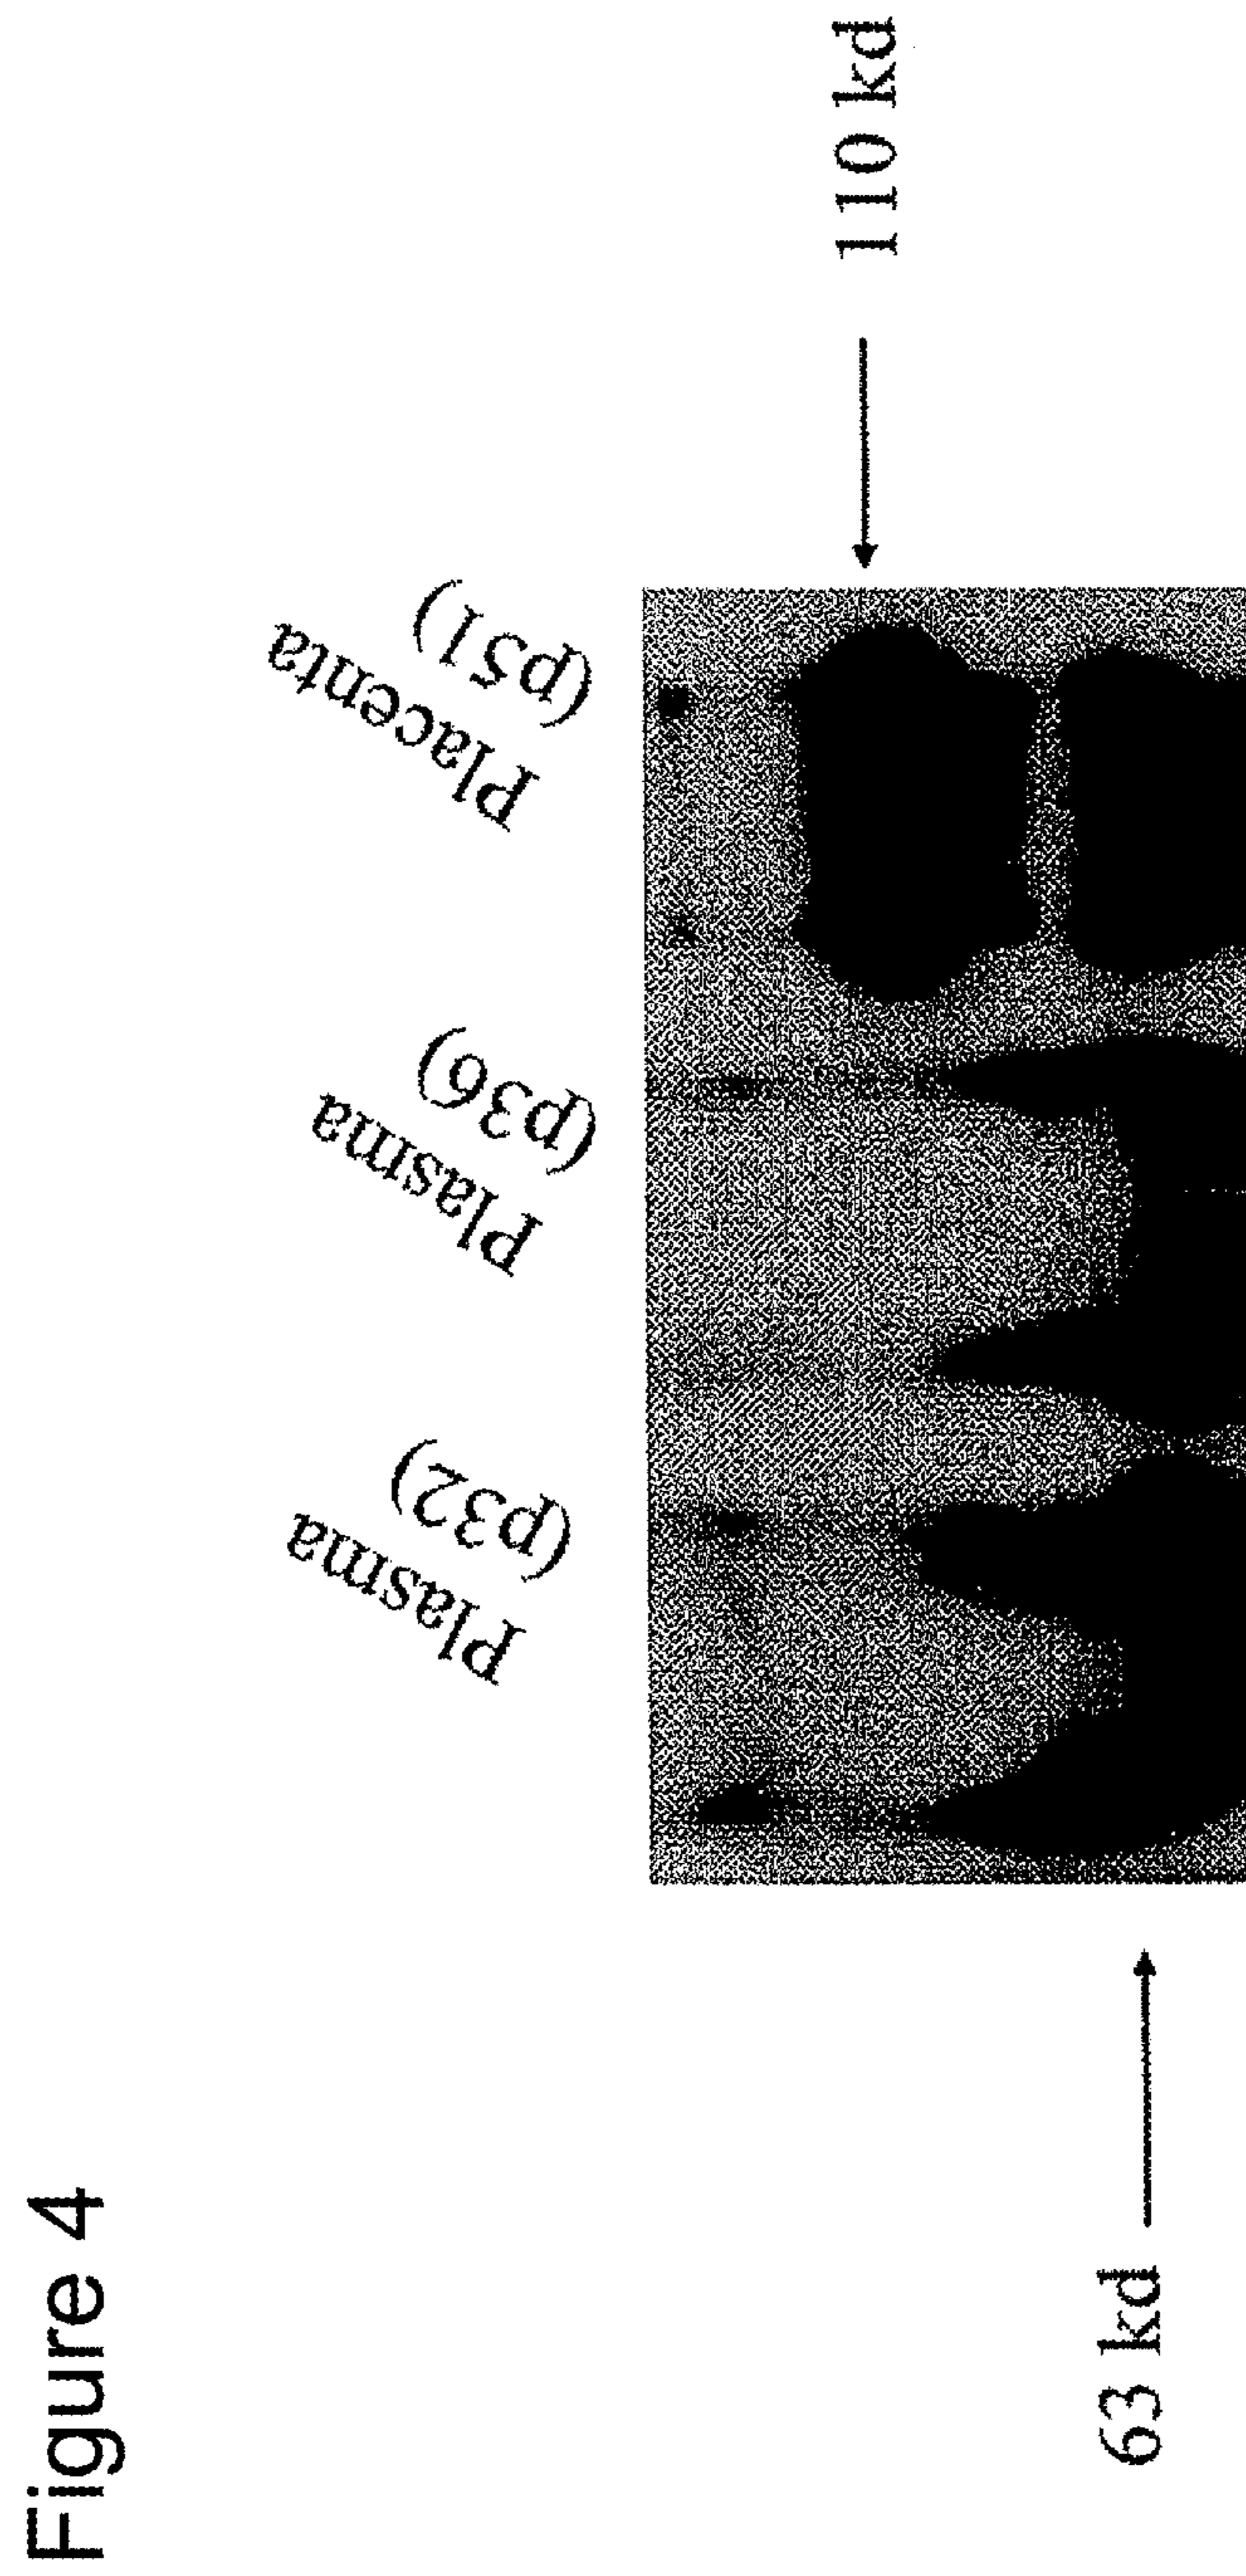 Figure 4
Plasma
(p32)
Plasma
(p36)
Placenta
(p51)
110 kd
63 kd